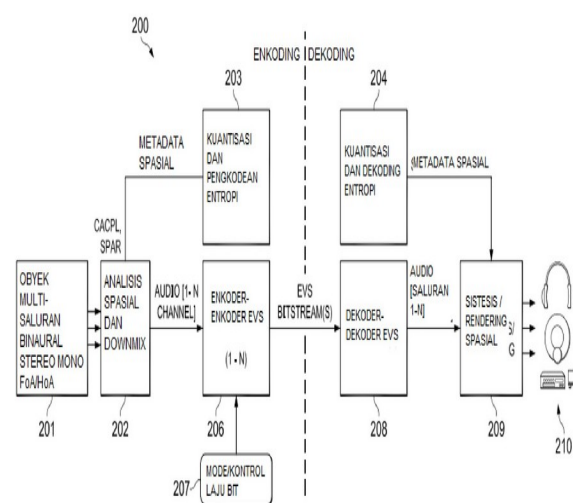 200
ENKODING
DEKODING
203
204
KUANTISASI
DAN
PENGKODEAN
ENTROPI
KUANTISASI
DAN DEKODING
ENTROPI
METADATA
SPASIAL
METADATA SPASIAL
CACPL,
SPAR
OBYEK
MULTI-
SALURAN
BINAURAL
STEREO MONO
FoA/HoA
201
ANALISIS
SPASIAL
DAN
DOWNMIX
202
AUDIO [1- N
CHANNEL]
ENKODER-
ENKODER EVS
(1 - N)
206
EVS
BITSTREAM(S)
DEKODER-
DEKODER EVS
208
AUDIO
[SALURAN
1-N]
SISTESIS /
RENDERING
SPASIAL
S/
G
209
210
207
MODE/KONTROL
LAJU BIT